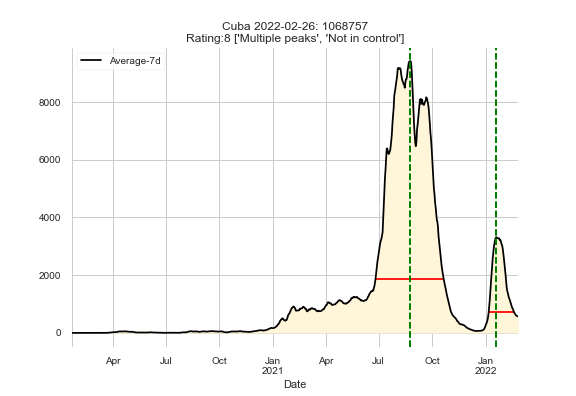 Cuba 2022-02-26: 1068757
Rating:8 ['Multiple peaks', 'Not in control']
Average-7d
8000
6000
4000
2000
0
Apr Jul Oct Jan Apr Jul Oct Jan
2021 2022
Date